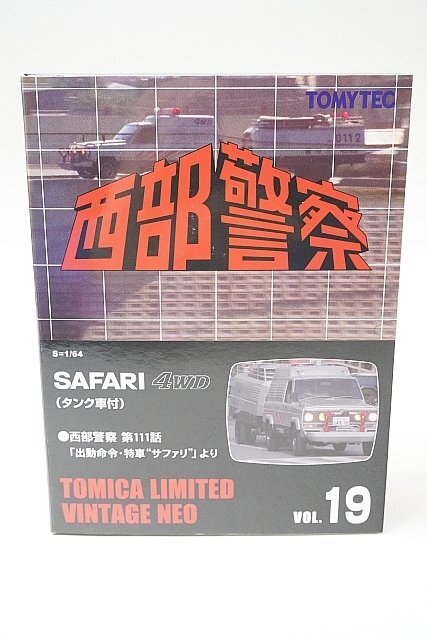 TOMYTEC
4WD
0112
西部警察
S=1/64
SAFARI 4WD
(タンク車付)
●西部警察 第111話
「出動命令・特車“サファリ”」より
TOMICA LIMITED
VINTAGE NEO
VOL. 19